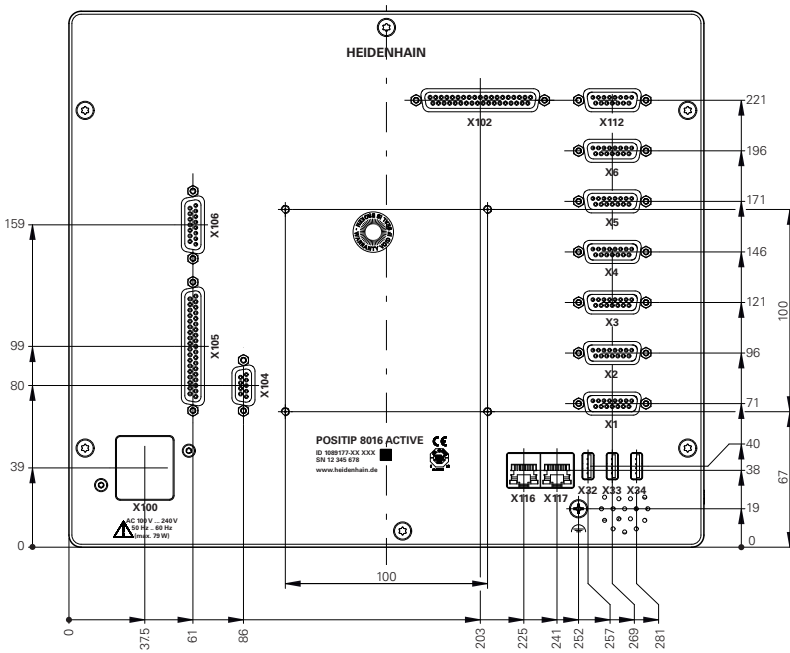 HEIDENHAIN
X102
X112
221
X6
196
X5
171
X106
159
X4
146
X3
121
100
X105
99
X2
96
X104
80
X1
71
POSITIP 8016 ACTIVE CE
ID 1089177-XX XXX
SN 12 345 678
www.heidenhain.de
40
39
38
67
X100
X116
X117
X32
X33
X34
AC 100 V ... 240 V
50 Hz .. 60 Hz
(max. 79 W)
19
0
0
100
0
37.5
61
86
203
225
241
252
257
269
281